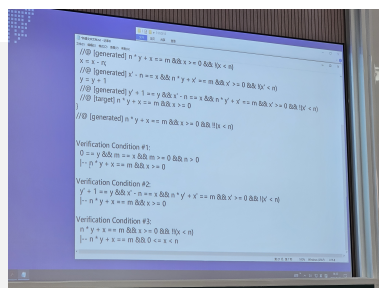 //@ [generated] n * y + x == m && x >= 0 && !(x < n)
x = x - n;
//@ [generated] x' - n == x && n * y + x' == m && x' >= 0 && !(x' < n)
y = y + 1
//@ [generated] y' + 1 == y && x' - n == x && n * y' + x' == m && x' >= 0 && !(x' < n)
//@ [target] n * y + x == m && x >= 0
}
//@ [generated] n * y + x == m && x >= 0 && !!(x < n)
Verification Condition #1:
0 == y && m == x && m >= 0 && n > 0
|-- n * y + x == m && x >= 0
Verification Condition #2:
y' + 1 == y && x' - n == x && n * y' + x' == m && x' >= 0 && !(x' < n)
|-- n * y + x == m && x >= 0
Verification Condition #3:
n * y + x == m && x >= 0 && !!(x < n)
|-- n * y + x == m && 0 <= x < n